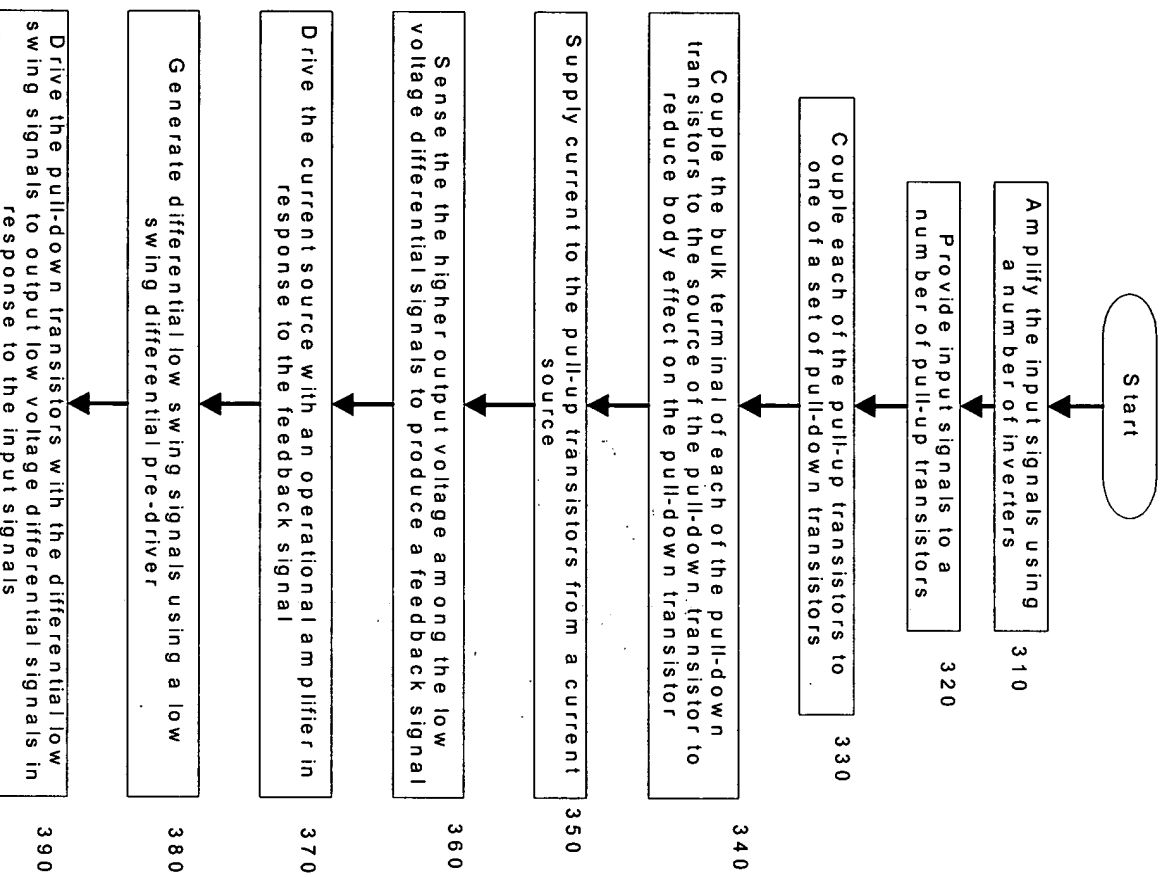 Start
Amplify the input signals using
a number of inverters
310
Provide input signals to a
number of pull-up transistors
320
Couple each of the pull-up transistors to
one of a set of pull-down transistors
330
Couple the bulk terminal of each of the pull-down
transistors to the source of the pull-down transistor to
reduce body effect on the pull-down transistor
340
Supply current to the pull-up transistors from a current
source
350
Sense the the higher output voltage among the low
voltage differential signals to produce a feedback signal
360
Drive the current source with an operational amplifier in
response to the feedback signal
370
Generate differential low swing signals using a low
swing differential pre-driver
380
Drive the pull-down transistors with the differential low
swing signals to output low voltage differential signals in
response to the input signals
390